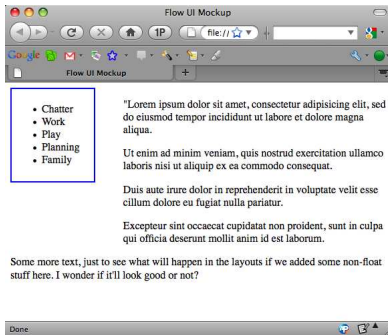 Flow UI Mockup
1P
file://
Google
Flow UI Mockup
Chatter
Work
Play
Planning
Family
"Lorem ipsum dolor sit amet, consectetur adipisicing elit, sed
do eiusmod tempor incididunt ut labore et dolore magna
aliqua.
Ut enim ad minim veniam, quis nostrud exercitation ullamco
laboris nisi ut aliquip ex ea commodo consequat.
Duis aute irure dolor in reprehenderit in voluptate velit esse
cillum dolore eu fugiat nulla pariatur.
Excepteur sint occaecat cupidatat non proident, sunt in culpa
qui officia deserunt mollit anim id est laborum.
Some more text, just to see what will happen in the layouts if we added some non-float
stuff here. I wonder if it'll look good or not?
Done